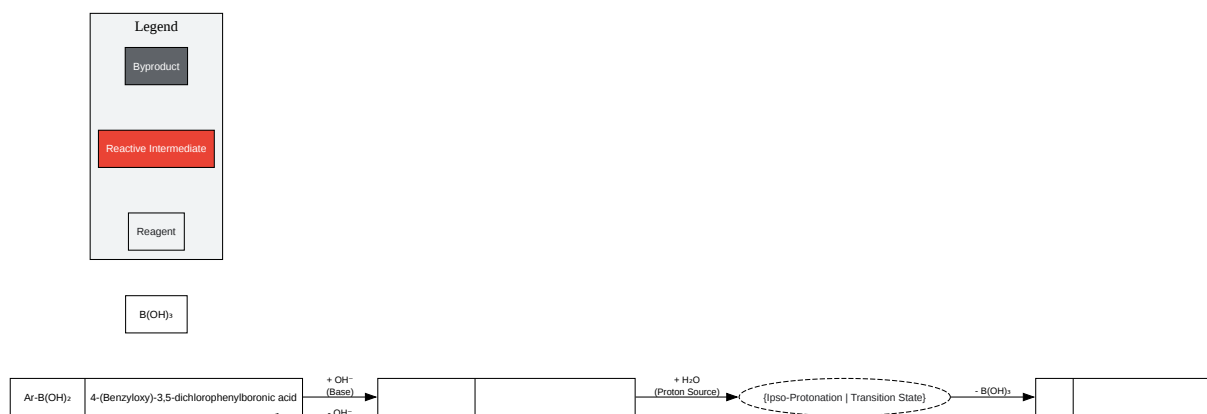 Legend
Byproduct
Reactive Intermediate
Reagent
B(OH)₃
Ar-B(OH)₂
4-(Benzyloxy)-3,5-dichlorophenylboronic acid
+ OH⁻
(Base)
- OH⁻
+ H₂O
(Proton Source)
{Ipso-Protonation | Transition State}
- B(OH)₃